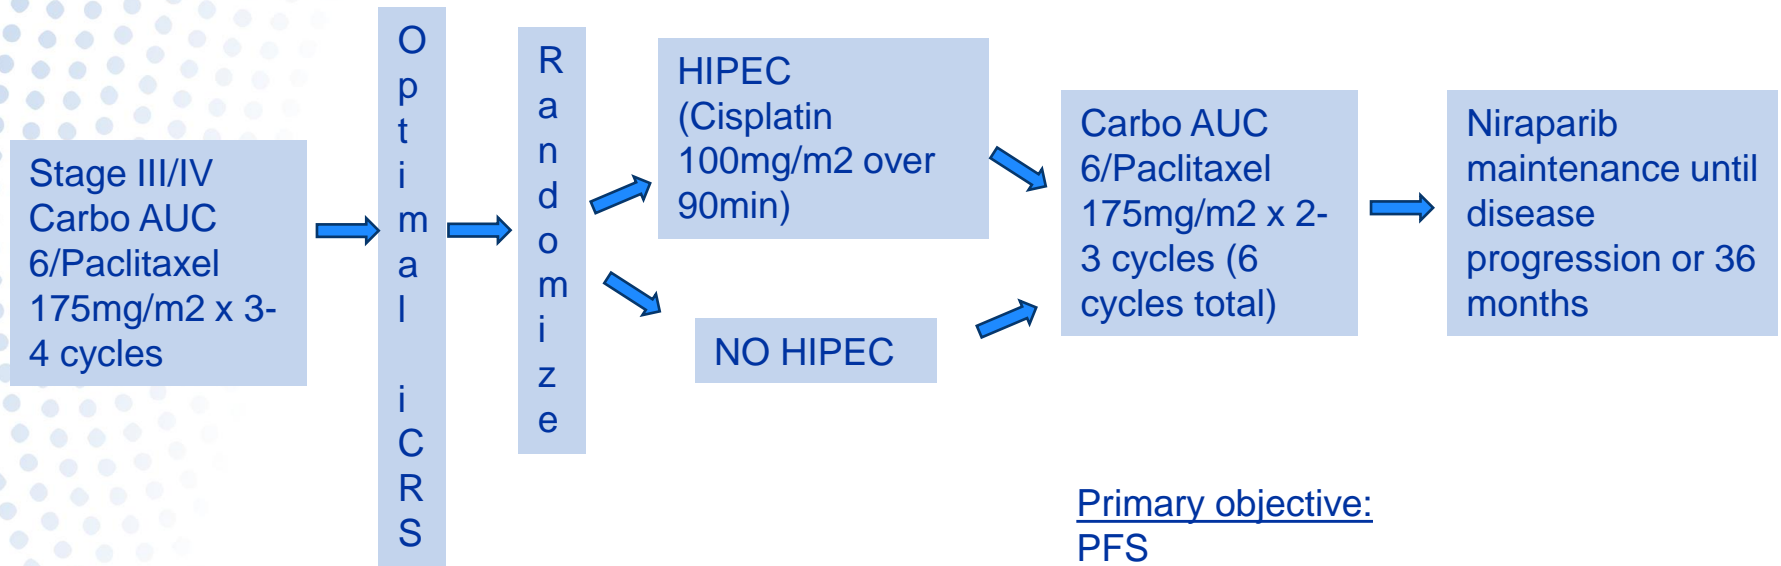 Stage III/IV
Carbo AUC
6/Paclitaxel
175mg/m2 x 3-
4 cycles
Optimal iCRS
Randomize
HIPEC
(Cisplatin
100mg/m2 over
90min)
NO HIPEC
Carbo AUC
6/Paclitaxel
175mg/m2 x 2-
3 cycles (6
cycles total)
Niraparib
maintenance until
disease
progression or 36
months
Primary objective:
PFS